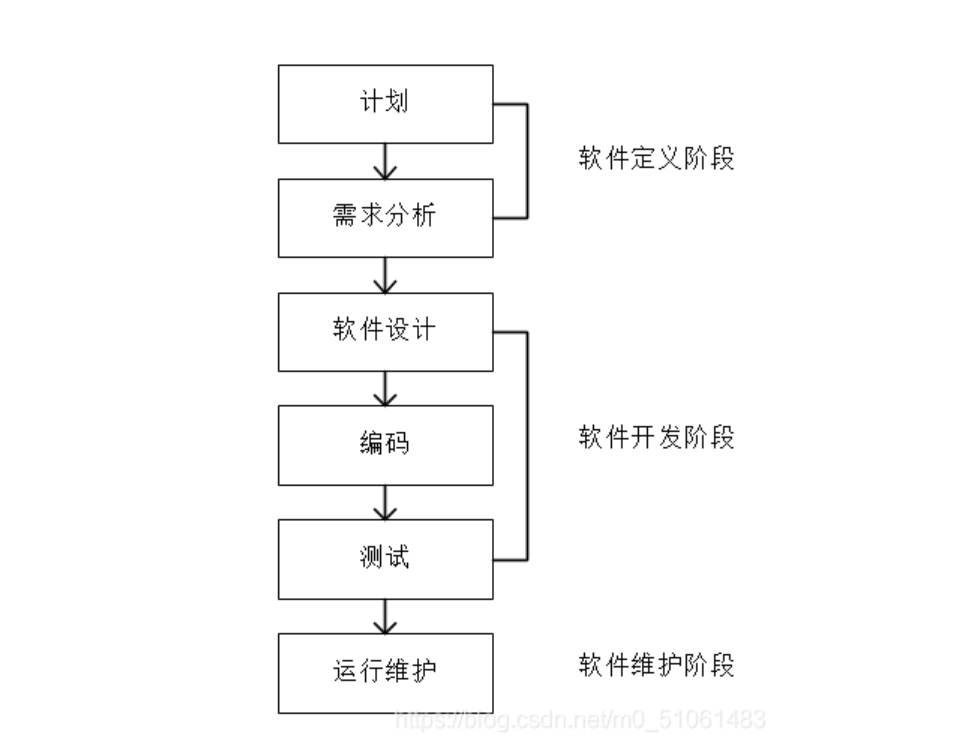 计划
软件定义阶段
需求分析
软件设计
软件开发阶段
编码
测试
运行维护
软件维护阶段
https://blog.csdn.net/m0_51061483